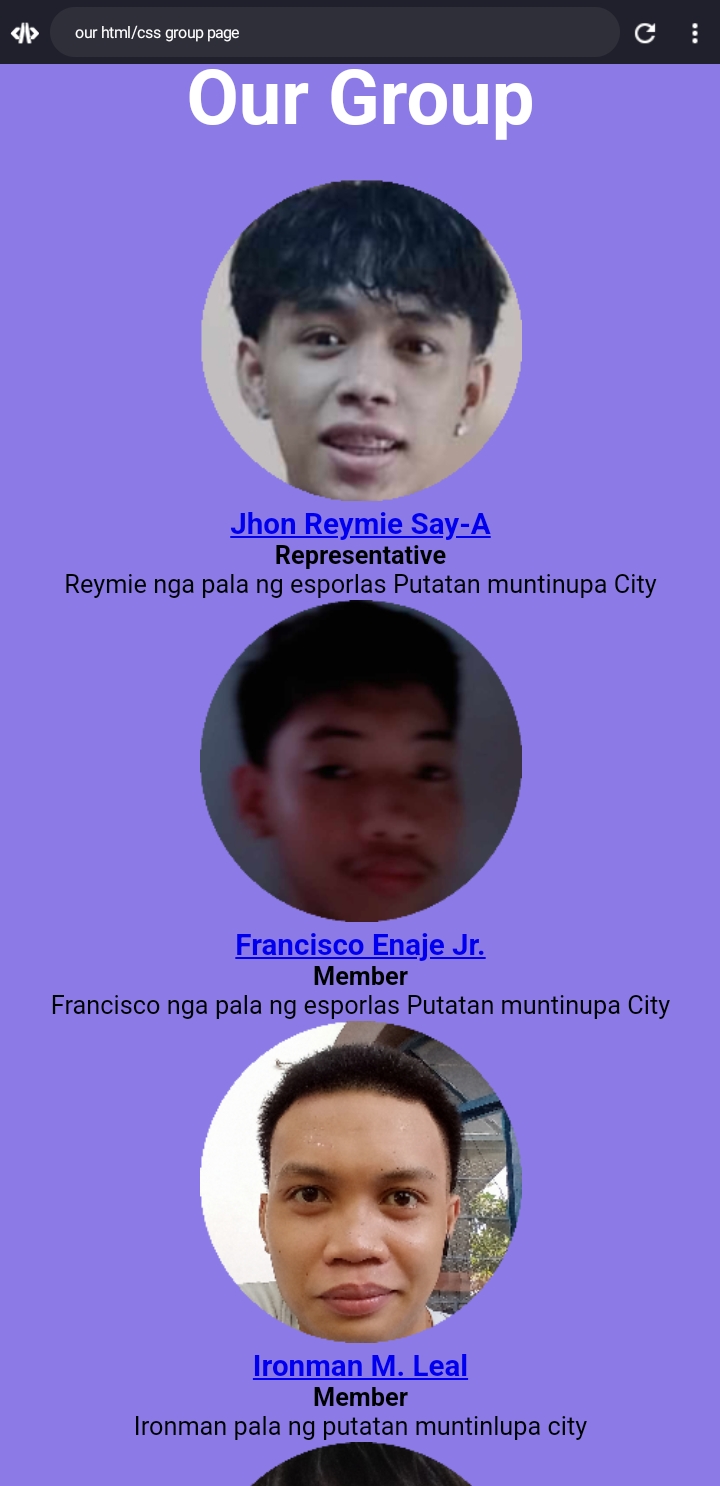 our html/css group page
Our Group
Jhon Reymie Say-A
Representative
Reymie nga pala ng esporlas Putatan muntinupa City
Francisco Enaje Jr.
Member
Francisco nga pala ng esporlas Putatan muntinupa City
Ironman M. Leal
Member
Ironman pala ng putatan muntinlupa city